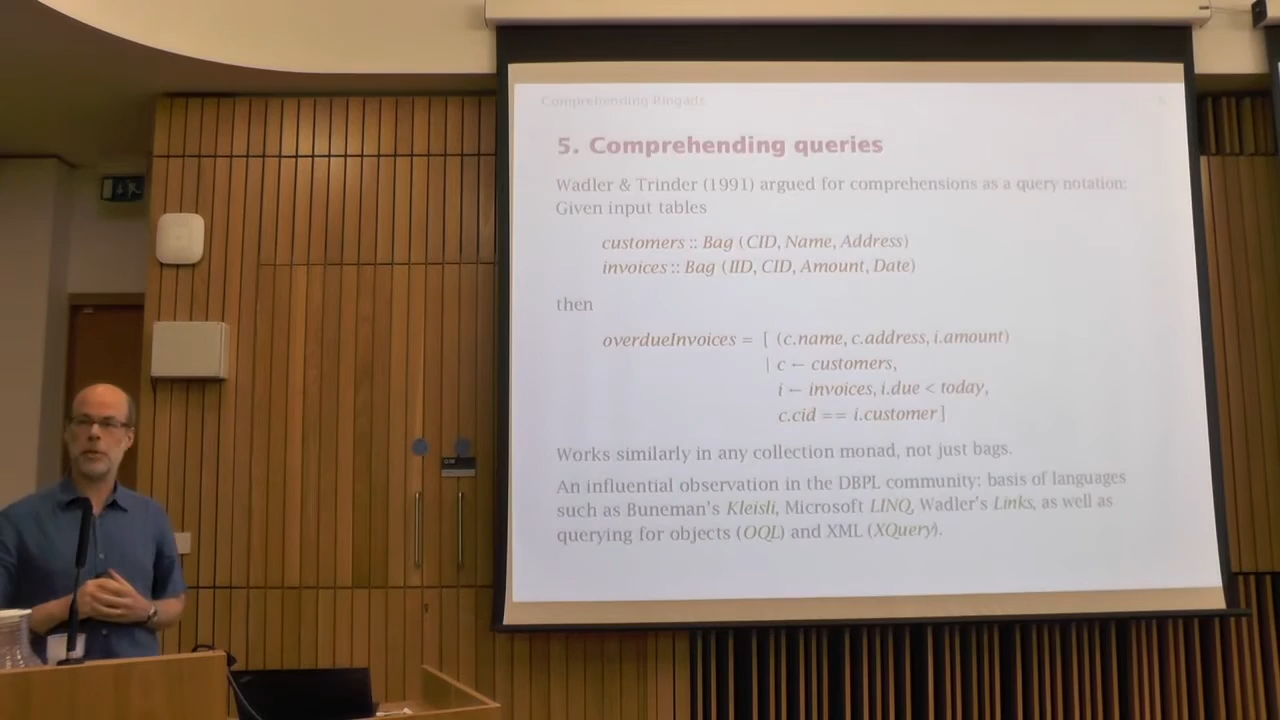 Comprehending Ringads
5
5. Comprehending queries
Wadler & Trinder (1991) argued for comprehensions as a query notation:
Given input tables
customers :: Bag (CID, Name, Address)
invoices :: Bag (IID, CID, Amount, Date)
then
overdueInvoices = [ (c.name, c.address, i.amount)
| c ← customers,
i ← invoices, i.due < today,
c.cid == i.customer ]
Works similarly in any collection monad, not just bags.
An influential observation in the DBPL community: basis of languages
such as Buneman's Kleisli, Microsoft LINQ, Wadler's Links, as well as
querying for objects (OQL) and XML (XQuery).